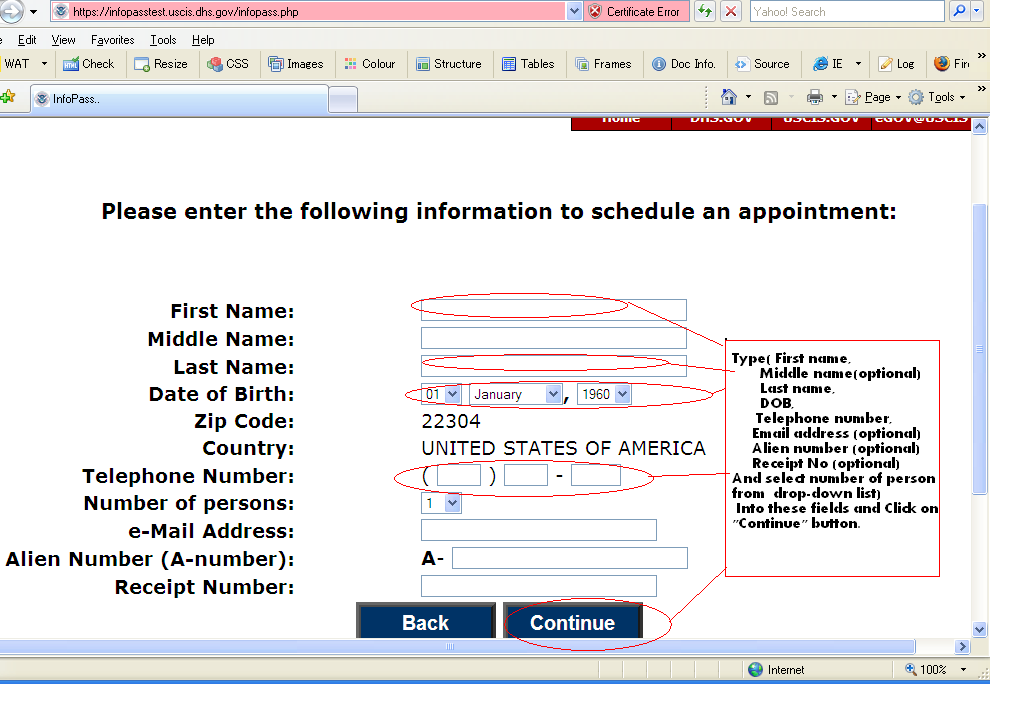 https://infopasstest.uscis.dhs.gov/infopass.php Certificate Error Yahoo! Search
Edit View Favorites Tools Help
WAT Check Resize CSS Images Colour Structure Tables Frames Doc Info. Source IE Log Fir
InfoPass.. Page Tools
Home DHS.GOV USCIS.GOV eGOV@USCIS
Please enter the following information to schedule an appointment:
First Name:
Middle Name:
Last Name:
Date of Birth: 01 January , 1960
Zip Code: 22304
Country: UNITED STATES OF AMERICA
Telephone Number: ( ) -
Number of persons: 1
e-Mail Address:
Alien Number (A-number): A-
Receipt Number:
Back Continue
Type( First name,
Middle name(optional)
Last name,
DOB,
Telephone number,
Email address (optional)
Alien number (optional)
Receipt No (optional)
And select number of person
from drop-down list)
Into these fields and Click on
"Continue" button.
Internet 100%